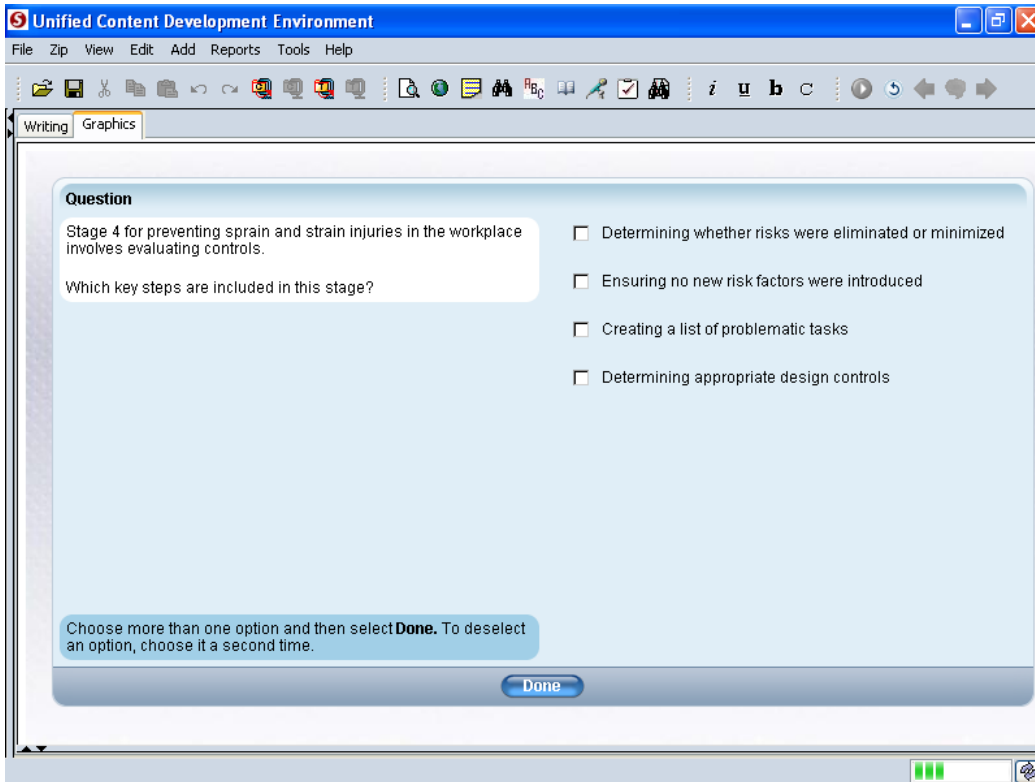 Unified Content Development Environment
File Zip View Edit Add Reports Tools Help
ABC i u b C
Writing Graphics
Question
Stage 4 for preventing sprain and strain injuries in the workplace
involves evaluating controls.
Which key steps are included in this stage?
Determining whether risks were eliminated or minimized
Ensuring no new risk factors were introduced
Creating a list of problematic tasks
Determining appropriate design controls
Choose more than one option and then select Done. To deselect
an option, choose it a second time.
Done